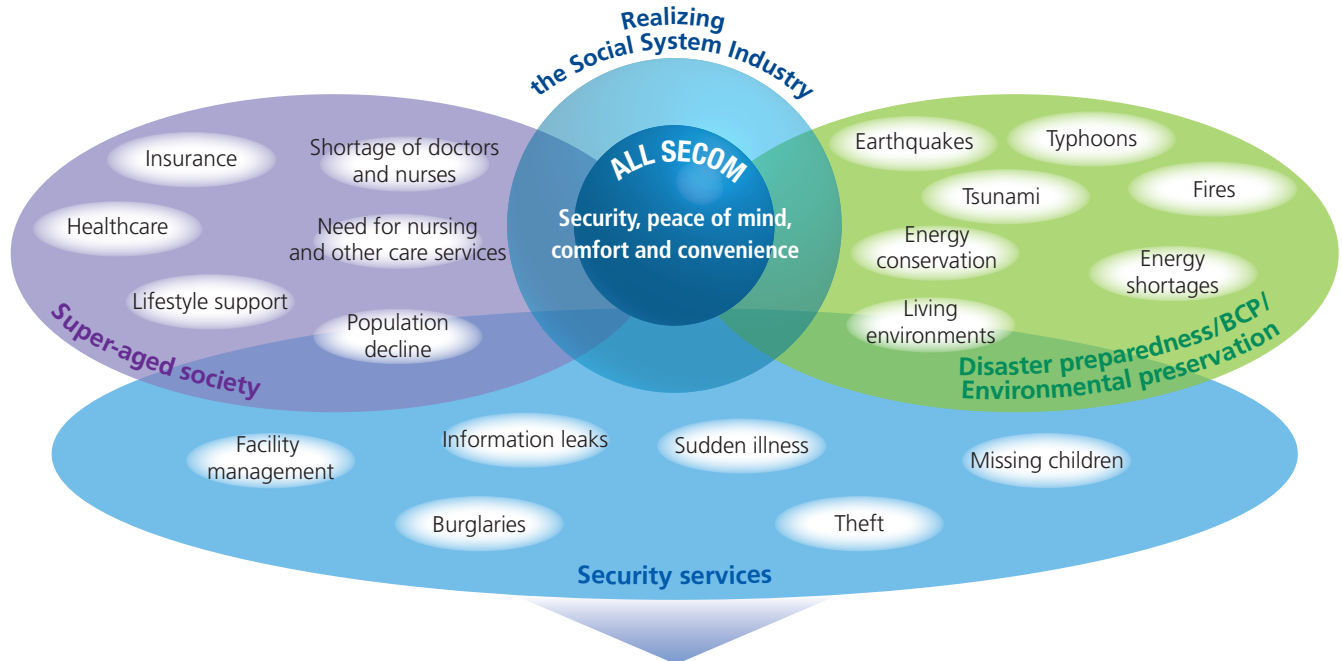 Realizing
the Social System Industry
ALL SECOM
Security, peace of mind,
comfort and convenience
Insurance
Shortage of doctors
and nurses
Healthcare
Need for nursing
and other care services
Lifestyle support
Population
decline
Super-aged society
Earthquakes
Typhoons
Tsunami
Fires
Energy
conservation
Energy
shortages
Living
environments
Disaster preparedness/BCP/
Environmental preservation
Facility
management
Information leaks
Sudden illness
Missing children
Burglaries
Theft
Security services